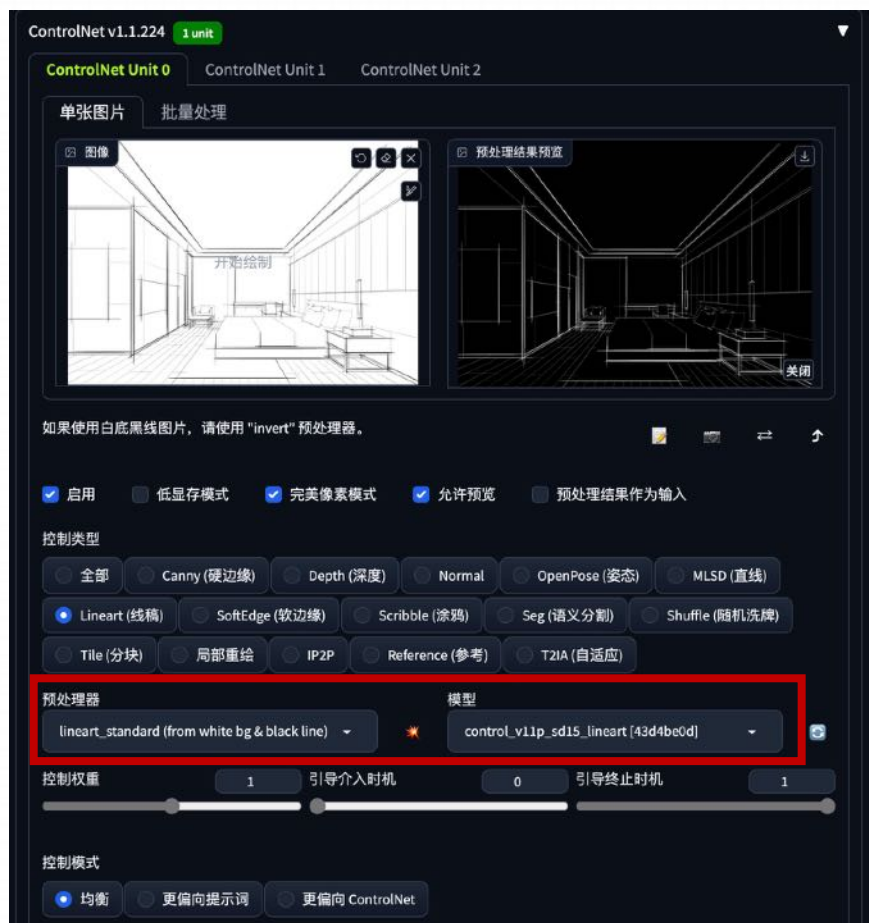 ControlNet v1.1.224 1 unit
ControlNet Unit 0 ControlNet Unit 1 ControlNet Unit 2
单张图片 批量处理
图像 预处理结果预览
开始绘制
关闭
如果使用白底黑线图片，请使用 "invert" 预处理器。
启用 低显存模式 完美像素模式 允许预览 预处理结果作为输入
控制类型
全部 Canny (硬边缘) Depth (深度) Normal OpenPose (姿态) MLSD (直线)
Lineart (线稿) SoftEdge (软边缘) Scribble (涂鸦) Seg (语义分割) Shuffle (随机洗牌)
Tile (分块) 局部重绘 IP2P Reference (参考) T2IA (自适应)
预处理器 模型
lineart_standard (from white bg & black line) control_v11p_sd15_lineart [43d4be0d]
控制权重 1 引导介入时机 0 引导终止时机 1
控制模式
均衡 更偏向提示词 更偏向 ControlNet